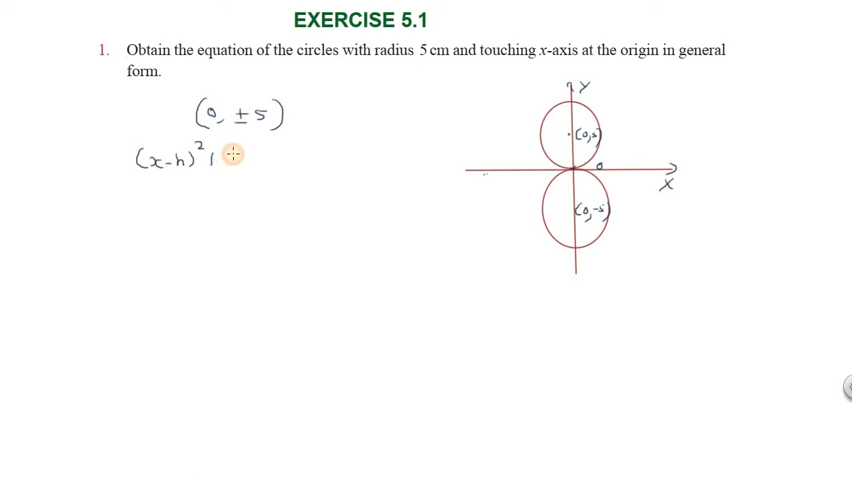 EXERCISE 5.1
1. Obtain the equation of the circles with radius 5 cm and touching x-axis at the origin in general
form.
(0, ±5)
(x-h)²
Y
(0,5)
X
(0,-5)